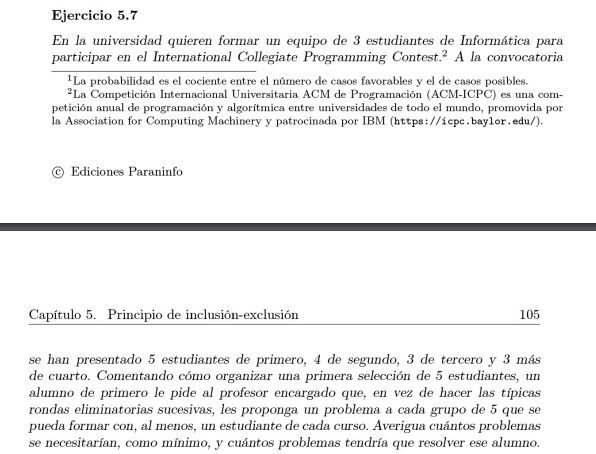 Ejercicio 5.7
En la universidad quieren formar un equipo de 3 estudiantes de Informática para
participar en el International Collegiate Programming Contest.² A la convocatoria
¹La probabilidad es el cociente entre el número de casos favorables y el de casos posibles.
²La Competición Internacional Universitaria ACM de Programación (ACM-ICPC) es una com-
petición anual de programación y algorítmica entre universidades de todo el mundo, promovida por
la Association for Computing Machinery y patrocinada por IBM (https://icpc.baylor.edu/).
© Ediciones Paraninfo
Capítulo 5. Principio de inclusión-exclusión 105
se han presentado 5 estudiantes de primero, 4 de segundo, 3 de tercero y 3 más
de cuarto. Comentando cómo organizar una primera selección de 5 estudiantes, un
alumno de primero le pide al profesor encargado que, en vez de hacer las típicas
rondas eliminatorias sucesivas, les proponga un problema a cada grupo de 5 que se
pueda formar con, al menos, un estudiante de cada curso. Averigua cuántos problemas
se necesitarían, como mínimo, y cuántos problemas tendría que resolver ese alumno.